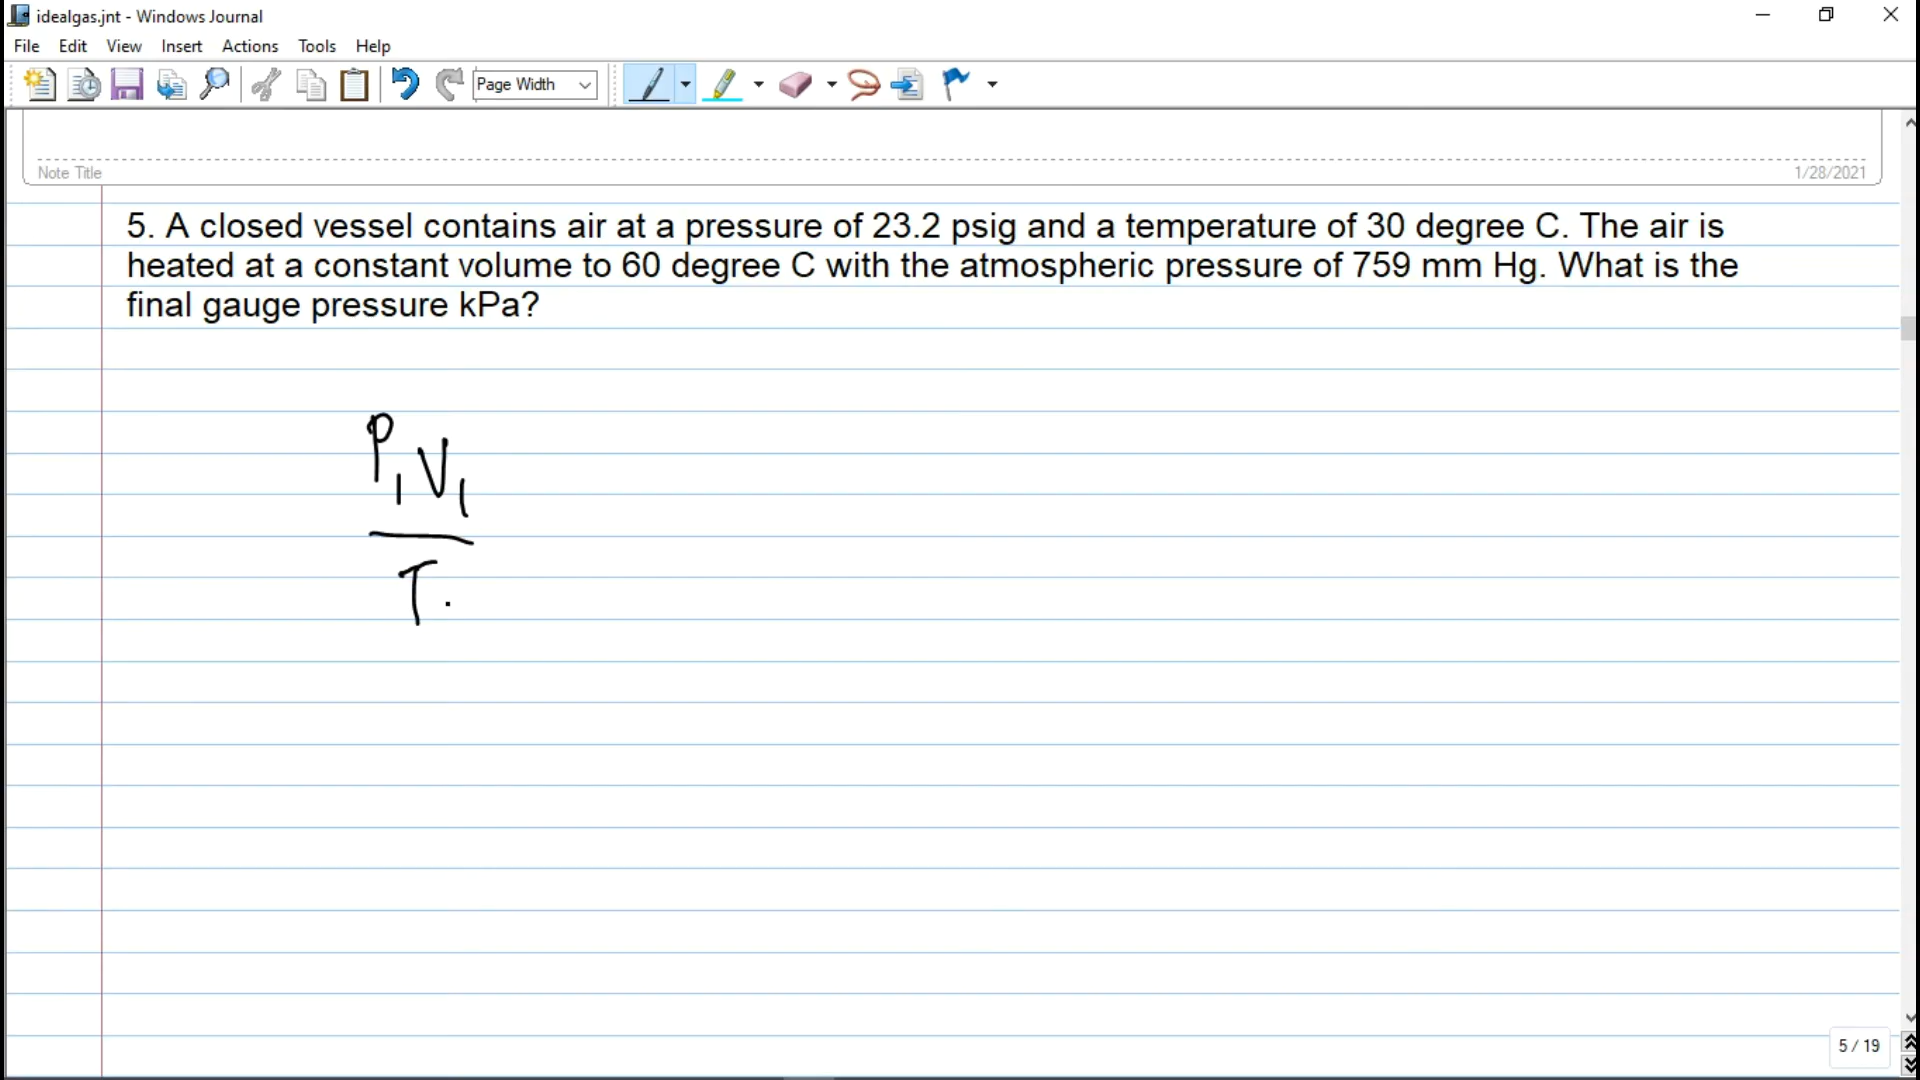 idealgas.jnt - Windows Journal
File Edit View Insert Actions Tools Help
Page Width
Note Title
1/28/2021
5. A closed vessel contains air at a pressure of 23.2 psig and a temperature of 30 degree C. The air is
heated at a constant volume to 60 degree C with the atmospheric pressure of 759 mm Hg. What is the
final gauge pressure kPa?
P₁V₁
T
5 / 19